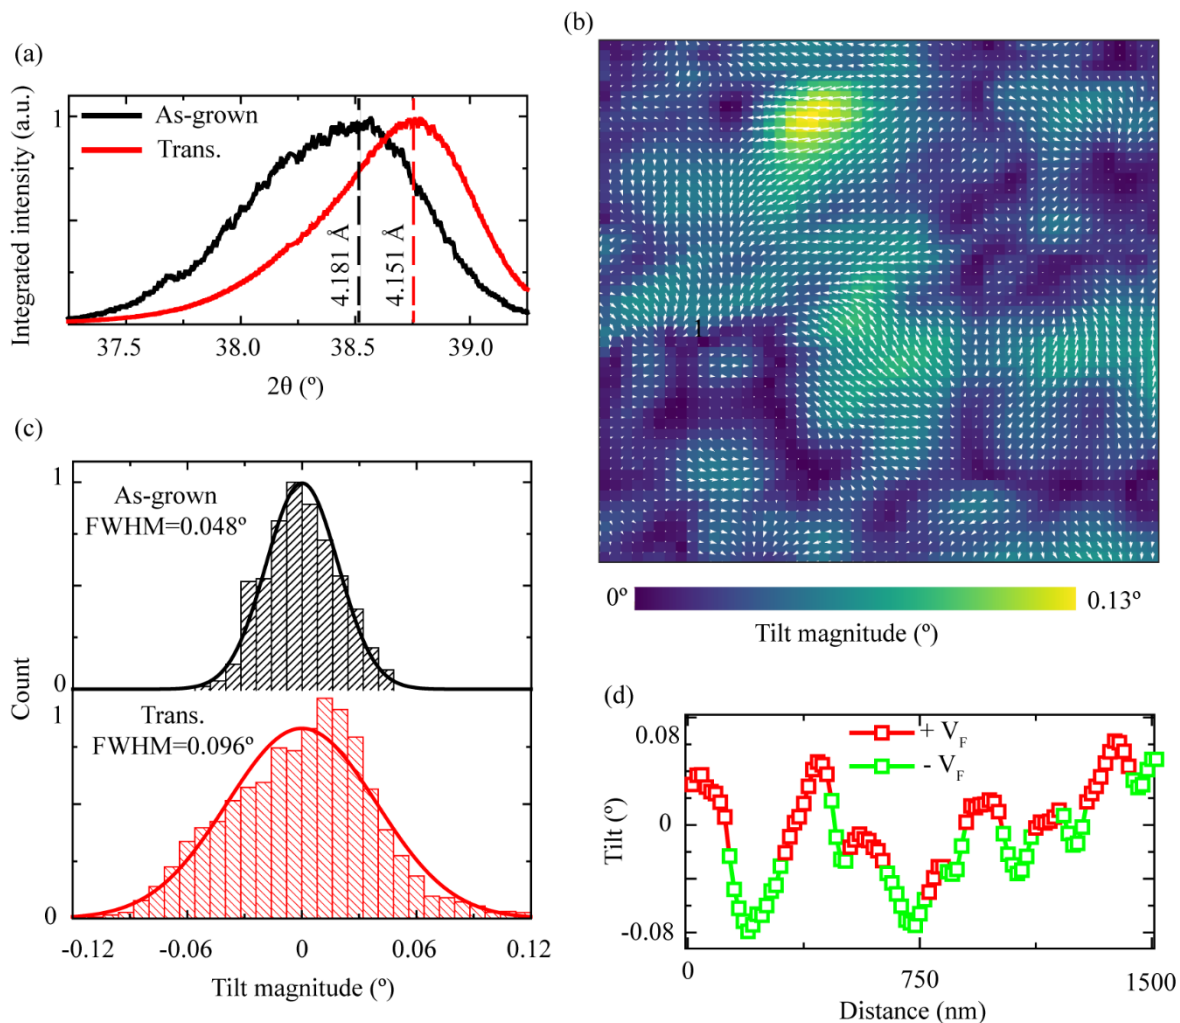 (a)
Integrated intensity (a.u.)
1
As-grown
Trans.
4.181 Å
4.151 Å
37.5 38.0 38.5 39.0
2θ (º)
(b)
1
0º 0.13º
Tilt magnitude (º)
(c)
Count
1
As-grown
FWHM=0.048º
0
1
Trans.
FWHM=0.096º
0
-0.12 -0.06 0 0.06 0.12
Tilt magnitude (º)
(d)
Tilt (º)
0.08
0
-0.08
+ V_F
- V_F
0 750 1500
Distance (nm)